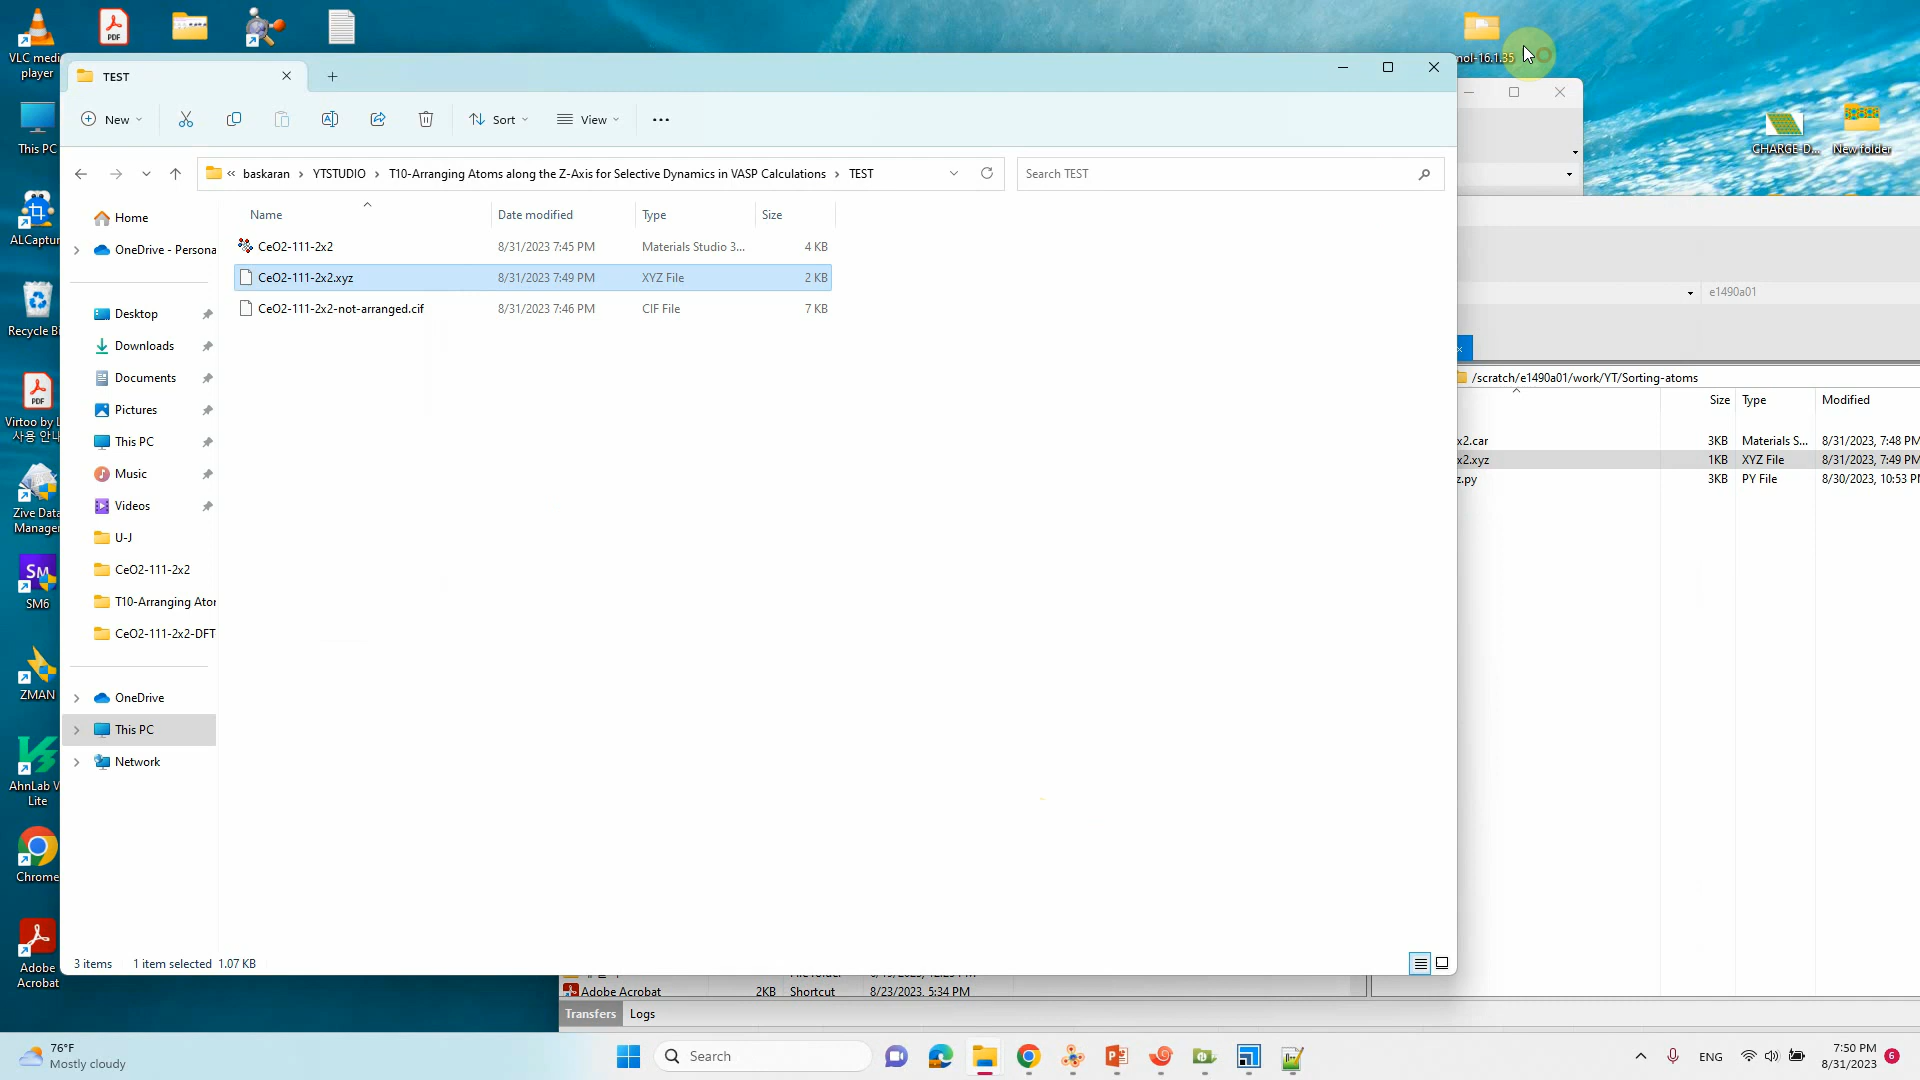 VLC medi
player
This PC
ALCaptur
Recycle Bi
Virtoo by L
사용 안내
Zive Data
Manager
SM6
ZMAN
AhnLab V
Lite
Chrome
Adobe
Acrobat
mol-16.1.35
CHARGE-D...
New folder
TEST
New
Sort
View
baskaran
YTSTUDIO
T10-Arranging Atoms along the Z-Axis for Selective Dynamics in VASP Calculations
TEST
Search TEST
Name
Date modified
Type
Size
CeO2-111-2x2
8/31/2023 7:45 PM
Materials Studio 3...
4 KB
CeO2-111-2x2.xyz
8/31/2023 7:49 PM
XYZ File
2 KB
CeO2-111-2x2-not-arranged.cif
8/31/2023 7:46 PM
CIF File
7 KB
Home
OneDrive - Persona
Desktop
Downloads
Documents
Pictures
This PC
Music
Videos
U-J
CeO2-111-2x2
T10-Arranging Ator
CeO2-111-2x2-DFT
OneDrive
This PC
Network
3 items
1 item selected 1.07 KB
e1490a01
/scratch/e1490a01/work/YT/Sorting-atoms
Size
Type
Modified
x2.car
3KB
Materials S...
8/31/2023, 7:48 PM
x2.xyz
1KB
XYZ File
8/31/2023, 7:49 PM
z.py
3KB
PY File
8/30/2023, 10:53 PM
Adobe Acrobat
2KB
Shortcut
8/23/2023, 5:34 PM
Transfers
Logs
76°F
Mostly cloudy
Search
ENG
7:50 PM
8/31/2023
6